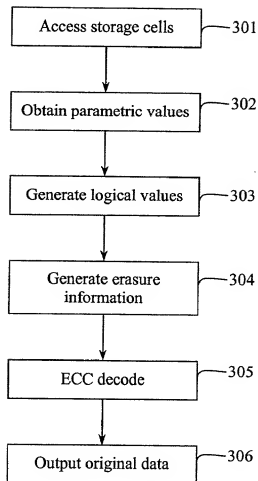 Access storage cells 301
Obtain parametric values 302
Generate logical values 303
Generate erasure 304
information
ECC decode 305
Output original data 306